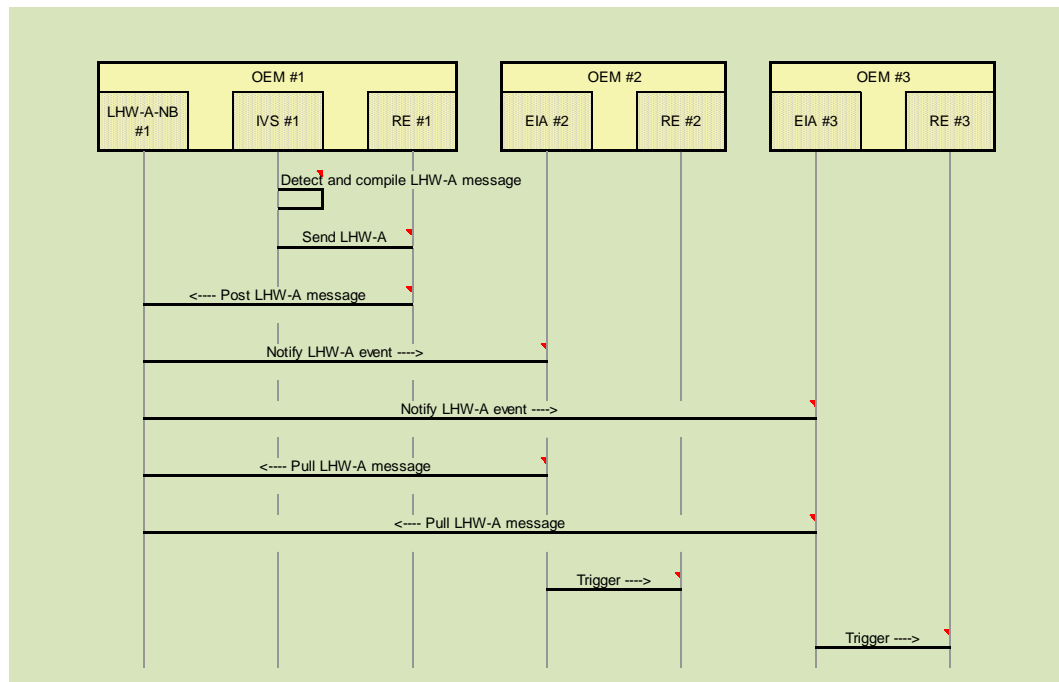 OEM #1
OEM #2
OEM #3
LHW-A-NB
#1
IVS #1
RE #1
EIA #2
RE #2
EIA #3
RE #3
Detect and compile LHW-A message
Send LHW-A
<---- Post LHW-A message
Notify LHW-A event ---->
Notify LHW-A event ---->
<---- Pull LHW-A message
<---- Pull LHW-A message
Trigger ---->
Trigger ---->